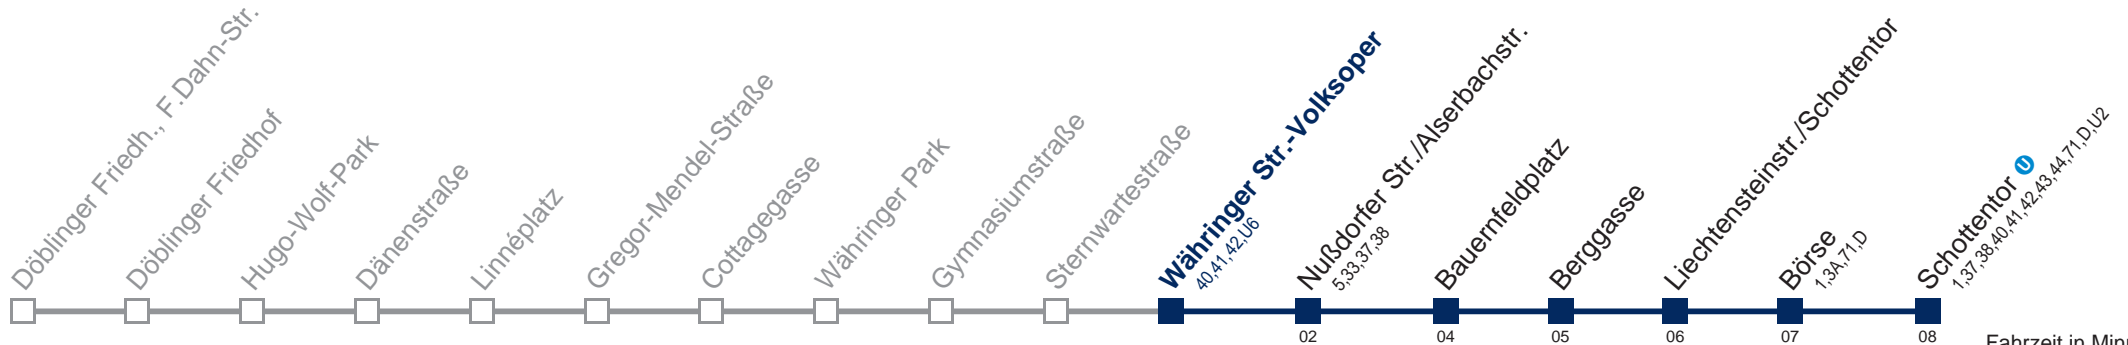 Döblinger Friedh., F.Dahn-Str.
Döblinger Friedhof
Hugo-Wolf-Park
Dänenstraße
Linnéplatz
Gregor-Mendel-Straße
Cottagegasse
Währinger Park
Gymnasiumstraße
Sternwartestraße
Währinger Str.-Volksoper
40,41,42,U6
Nußdorfer Str./Alserbachstr.
5,33,37,38
Bauernfeldplatz
Berggasse
Liechtensteinstr./Schottentor
Börse
1,3A,71,D
Schottentor U
1,37,38,40,41,42,43,44,71,D,U2
02 04 05 06 07 08
Fahrzeit in